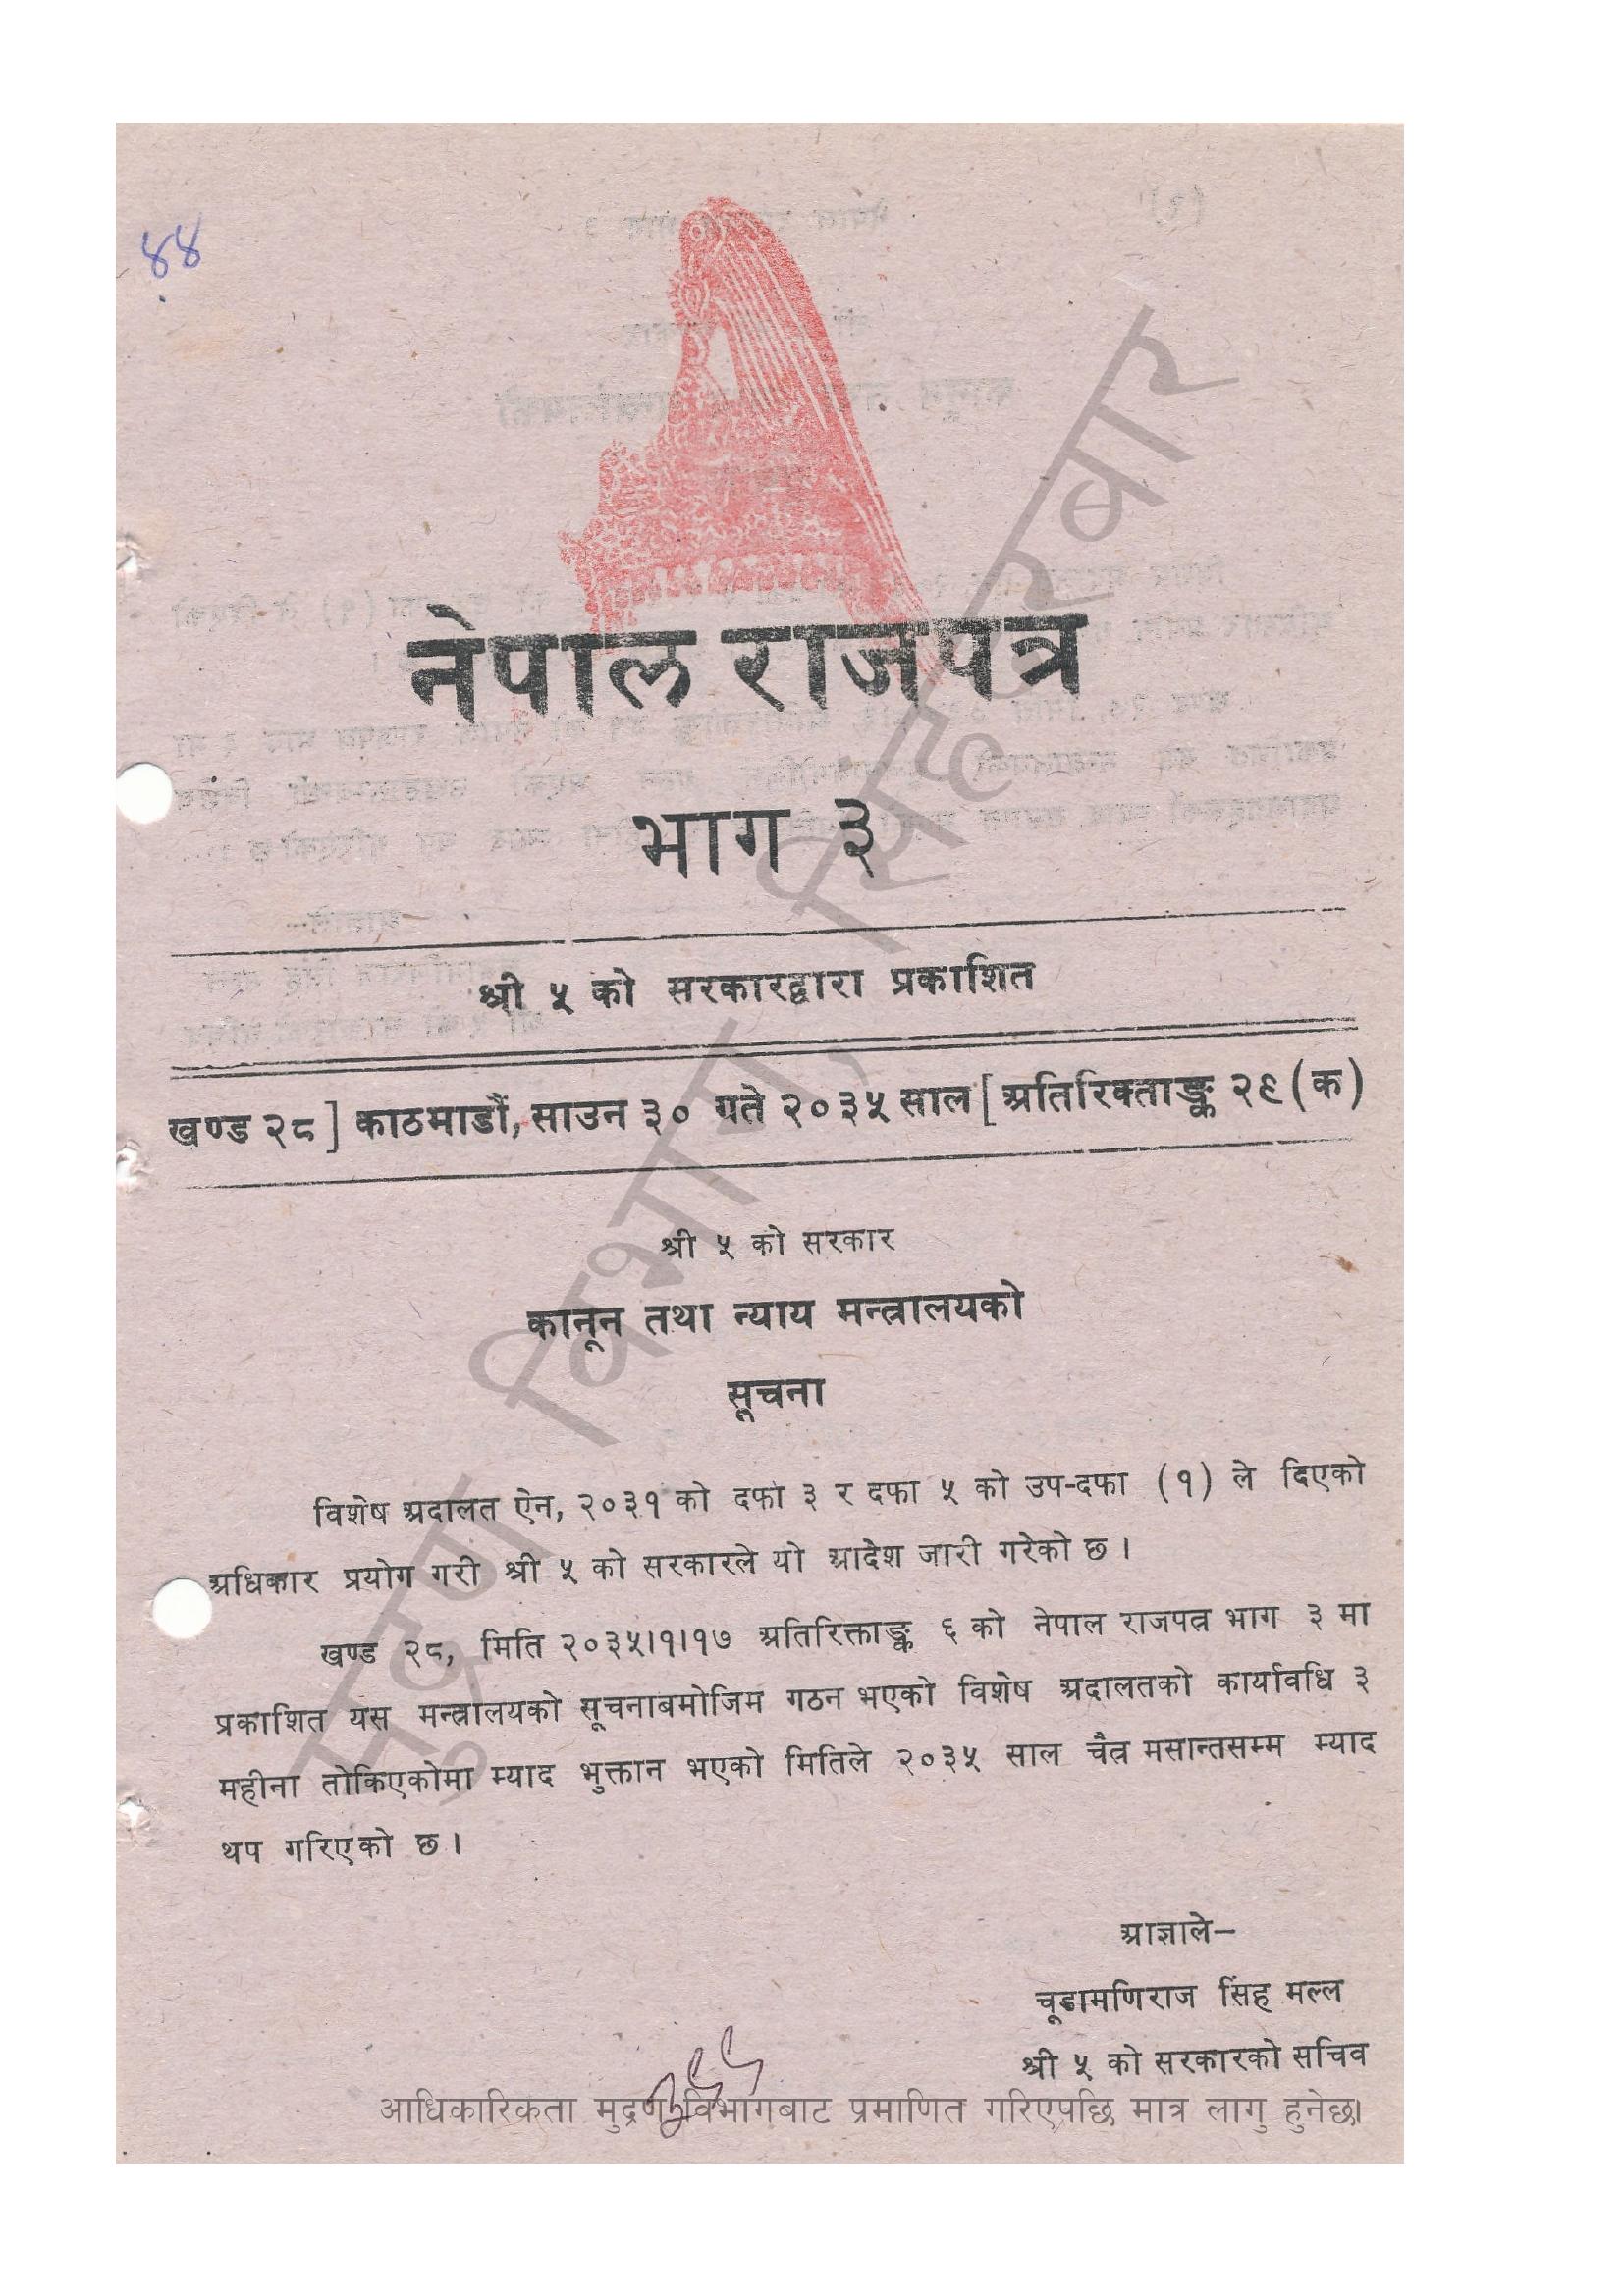 ४४
नेपाल राजपत्र
भाग ३
श्री ५ को सरकारद्वारा प्रकाशित
खण्ड २८] काठमाडौं, साउन ३० गते २०३५ साल [अतिरिक्ताङ्क २९ (क)
श्री ५ को सरकार
कानून तथा न्याय मन्त्रालयको
सूचना
विशेष अदालत ऐन, २०३१ को दफा ३ र दफा ५ को उप-दफा (१) ले दिएको
अधिकार प्रयोग गरी श्री ५ को सरकारले यो आदेश जारी गरेको छ।
खण्ड २८, मिति २०३५।१।१७ अतिरिक्ताङ्क ६ को नेपाल राजपत्र भाग ३ मा
प्रकाशित यस मन्त्रालयको सूचनाबमोजिम गठन भएको विशेष अदालतको कार्यावधि ३
महीना तोकिएकोमा म्याद भुक्तान भएको मितिले २०३५ साल चैत्र मसान्तसम्म म्याद
थप गरिएको छ।
आज्ञाले–
चूडामणिराज सिंह मल्ल
श्री ५ को सरकारको सचिव
आधिकारिकता मुद्रण विभागबाट प्रमाणित गरिएपछि मात्र लागु हुनेछ।
मुद्रण विभाग, सिंहदरबार